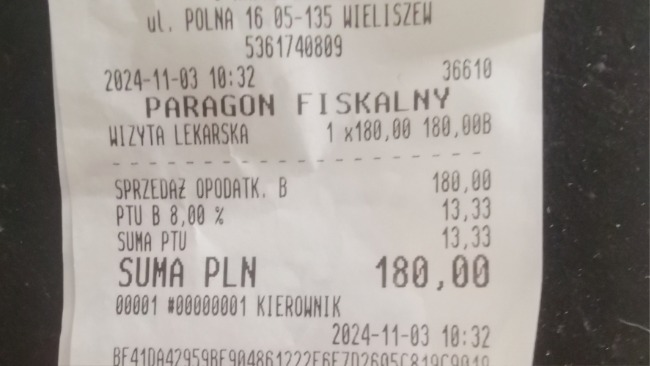 ul. POLNA 16 05-135 WIELISZEW
5361740809
2024-11-03 10:32 36610
PARAGON FISKALNY
WIZYTA LEKARSKA 1 x180,00 180,00B
- - - - - - - - - - - - - - - - - - - - - -
SPRZEDAŻ OPODATK. B 180,00
PTU B 8,00 % 13,33
SUMA PTU 13,33
SUMA PLN 180,00
00001 #00000001 KIEROWNIK
2024-11-03 10:32